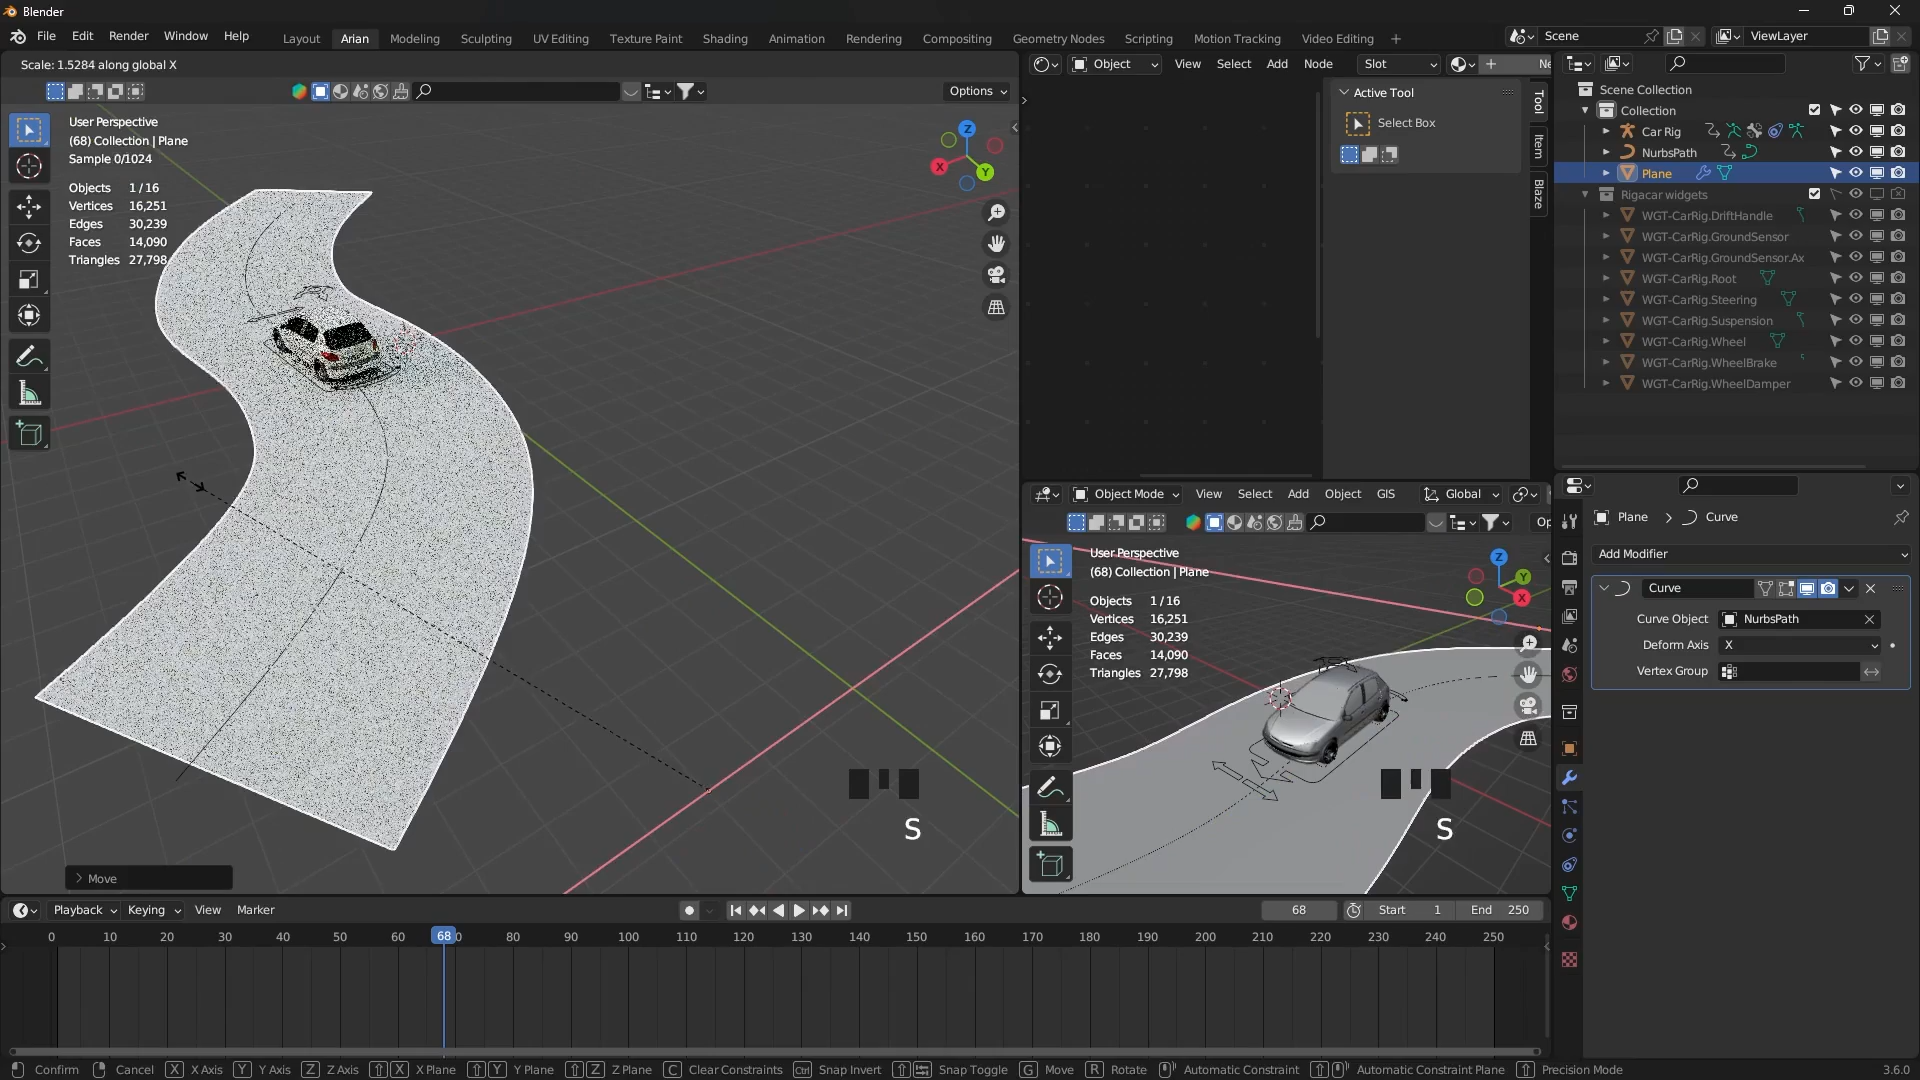 Blender
File Edit Render Window Help
Layout Arian Modeling Sculpting UV Editing Texture Paint Shading Animation Rendering Compositing Geometry Nodes Scripting Motion Tracking Video Editing +
Scene
ViewLayer
Scale: 1.5284 along global X
Options
User Perspective
(68) Collection | Plane
Sample 0/1024
Objects 1 / 16
Vertices 16,251
Edges 30,239
Faces 14,090
Triangles 27,798
Z
X
Y
S
Move
Object View Select Add Node Slot Ne
Active Tool
Select Box
Tool
Item
Blaze
Object Mode View Select Add Object GIS Global
Op
User Perspective
(68) Collection | Plane
Objects 1 / 16
Vertices 16,251
Edges 30,239
Faces 14,090
Triangles 27,798
Z
Y
X
S
Scene Collection
Collection
Car Rig
NurbsPath
Plane
Rigacar widgets
WGT-CarRig.DriftHandle
WGT-CarRig.GroundSensor
WGT-CarRig.GroundSensor.Ax
WGT-CarRig.Root
WGT-CarRig.Steering
WGT-CarRig.Suspension
WGT-CarRig.Wheel
WGT-CarRig.WheelBrake
WGT-CarRig.WheelDamper
Plane > Curve
Add Modifier
Curve
Curve Object NurbsPath
Deform Axis X
Vertex Group
Playback Keying View Marker
68 Start 1 End 250
0 10 20 30 40 50 60 68 0 80 90 100 110 120 130 140 150 160 170 180 190 200 210 220 230 240 250
Confirm Cancel X X Axis Y Y Axis Z Z Axis X X Plane Y Y Plane Z Z Plane C Clear Constraints Ctrl Snap Invert Snap Toggle G Move R Rotate Automatic Constraint Automatic Constraint Plane Precision Mode 3.6.0